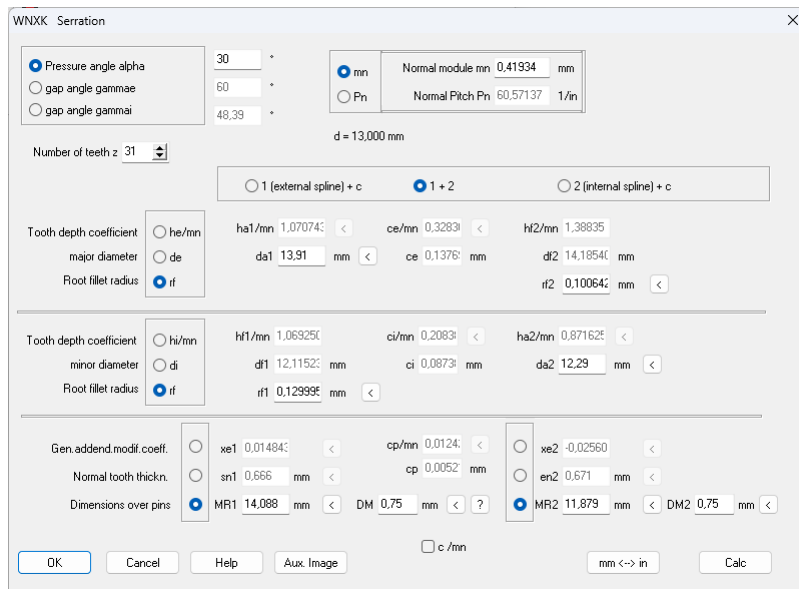 WNXK Serration
Pressure angle alpha 30 °
gap angle gammae 60 °
gap angle gammai 48,39 °
mn Normal module mn 0,41934 mm
Pn Normal Pitch Pn 60,57137 1/in
d = 13,000 mm
Number of teeth z 31
1 (external spline) + c 1 + 2 2 (internal spline) + c
Tooth depth coefficient he/mn ha1/mn 1,070743 < ce/mn 0,3283 < hf2/mn 1,38835
major diameter de da1 13,91 mm < ce 0,1376 mm df2 14,1854 mm
Root fillet radius rf rf2 0,100642 mm <
Tooth depth coefficient hi/mn hf1/mn 1,069250 ci/mn 0,208 < ha2/mn 0,871625 <
minor diameter di df1 12,1152 mm ci 0,0873 mm da2 12,29 mm <
Root fillet radius rf rf1 0,129995 mm <
Gen.addend.modif.coeff. xe1 0,014843 < cp/mn 0,0124 < xe2 -0,02560 <
Normal tooth thickn. sn1 0,666 mm < cp 0,0052 mm en2 0,671 mm <
Dimensions over pins MR1 14,088 mm < DM 0,75 mm < ? MR2 11,879 mm < DM2 0,75 mm <
c /mn
OK Cancel Help Aux. Image mm <--> in Calc